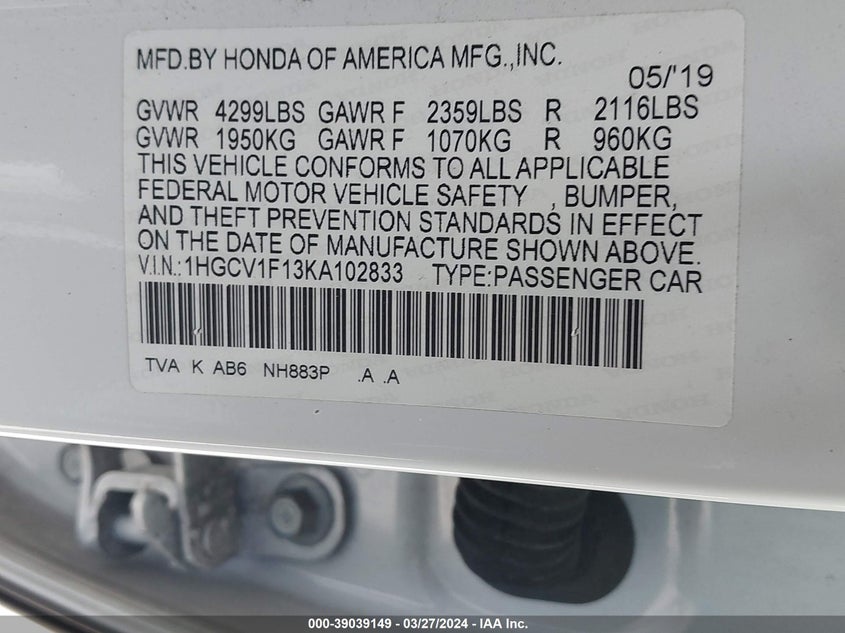 MFD.BY HONDA OF AMERICA MFG.,INC.
05/'19
GVWR 4299LBS GAWR F 2359LBS R 2116LBS
GVWR 1950KG GAWR F 1070KG R 960KG
THIS VEHICLE CONFORMS TO ALL APPLICABLE
FEDERAL MOTOR VEHICLE SAFETY , BUMPER,
AND THEFT PREVENTION STANDARDS IN EFFECT
ON THE DATE OF MANUFACTURE SHOWN ABOVE.
V.I.N.:1HGCV1F13KA102833 TYPE:PASSENGER CAR
TVA K AB6 NH883P .A .A
HONDA
000-39039149 — 03/27/2024 — IAA Inc.